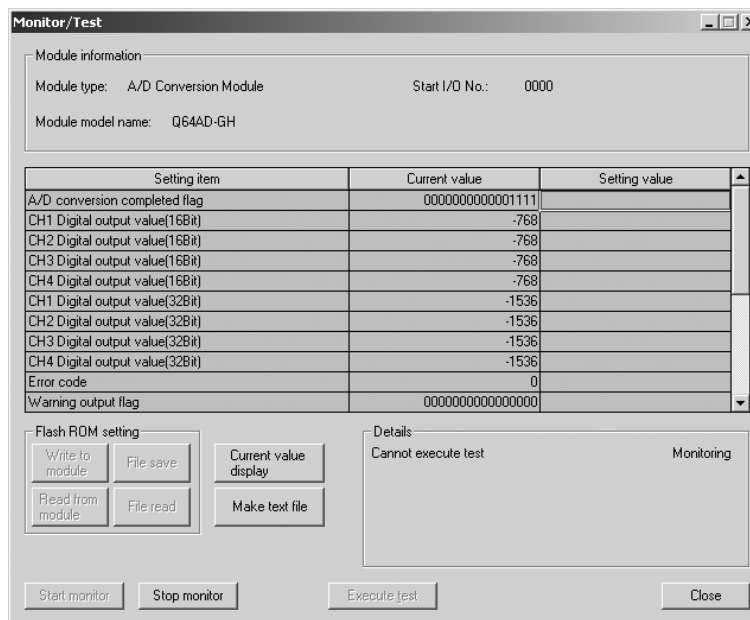 Monitor/Test
Module information
Module type: A/D Conversion Module Start I/O No.: 0000
Module model name: Q64AD-GH
Setting item Current value Setting value
A/D conversion completed flag 0000000000001111
CH1 Digital output value(16Bit) -768
CH2 Digital output value(16Bit) -768
CH3 Digital output value(16Bit) -768
CH4 Digital output value(16Bit) -768
CH1 Digital output value(32Bit) -1536
CH2 Digital output value(32Bit) -1536
CH3 Digital output value(32Bit) -1536
CH4 Digital output value(32Bit) -1536
Error code 0
Warning output flag 0000000000000000
Flash ROM setting
Write to module
File save
Current value display
Read from module
File read
Make text file
Details
Cannot execute test Monitoring
Start monitor Stop monitor Execute test Close